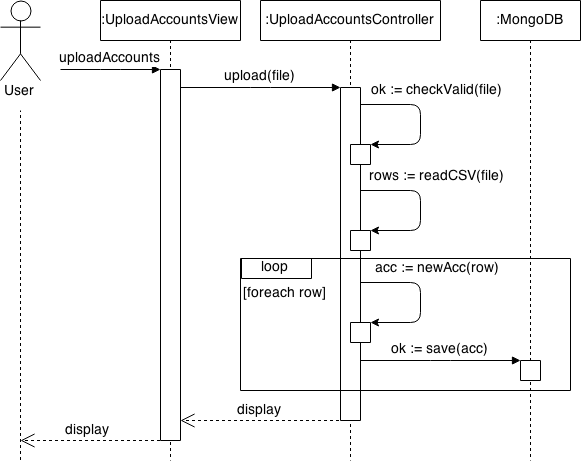 :UploadAccountsView
:UploadAccountsController
:MongoDB
uploadAccounts
User
upload(file)
ok := checkValid(file)
rows := readCSV(file)
loop
acc := newAcc(row)
[foreach row]
ok := save(acc)
display
display